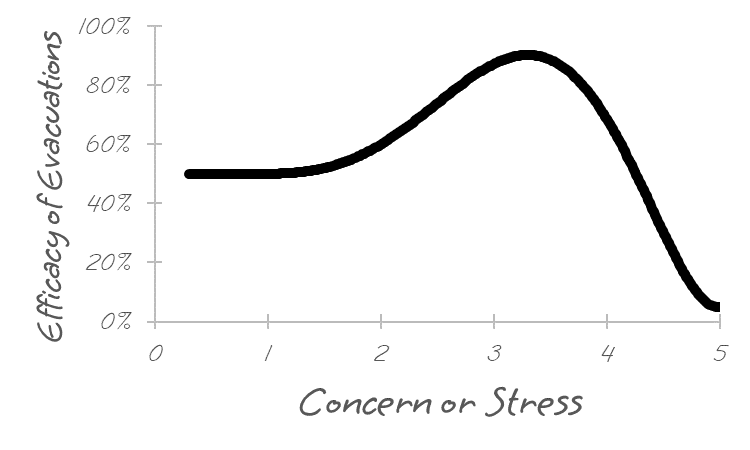 Efficacy of Evacuations
100%
80%
60%
40%
20%
0%
0 1 2 3 4 5
Concern or Stress